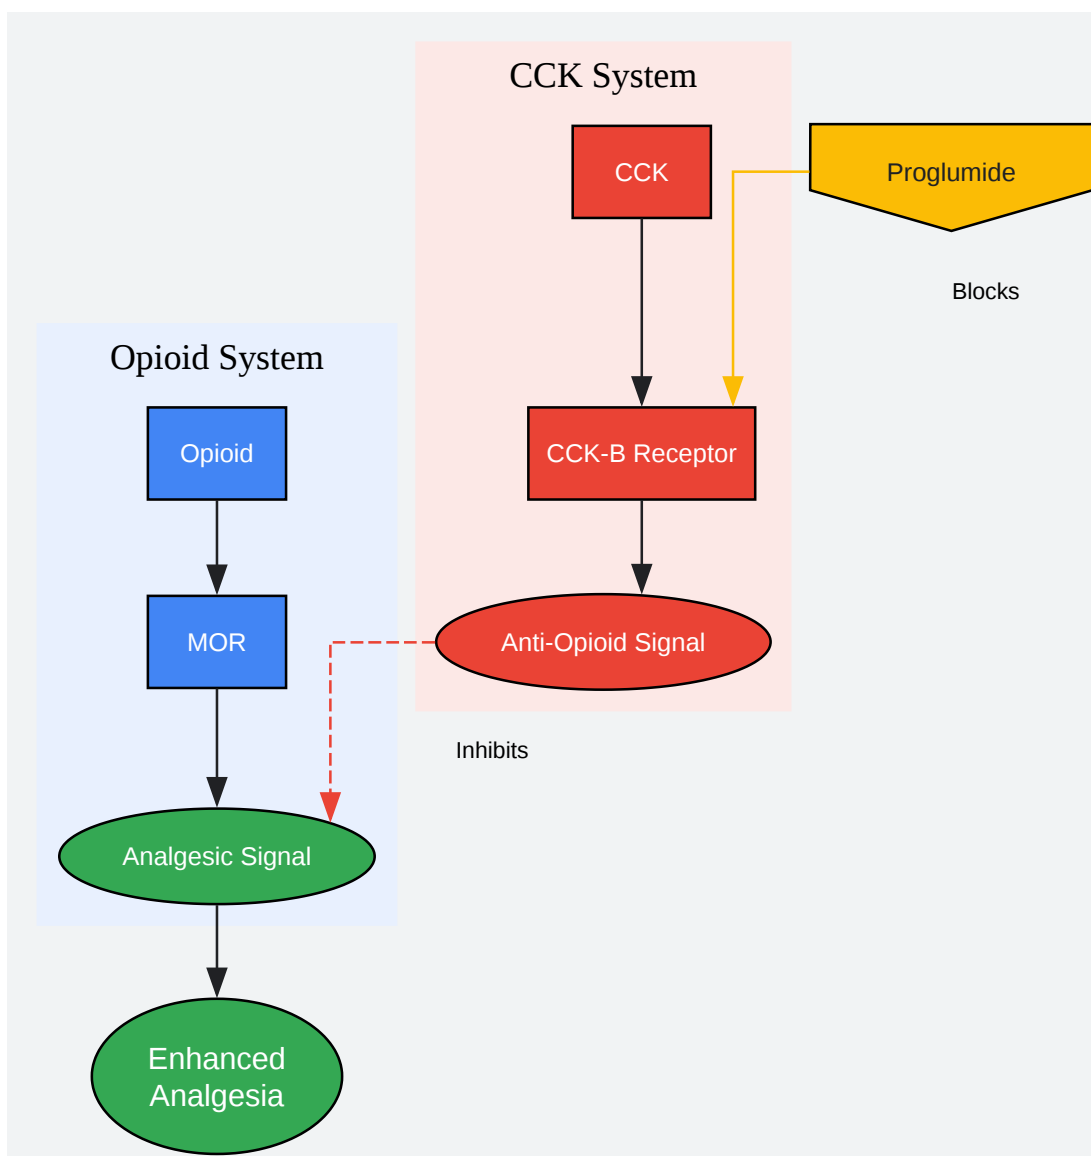 CCK System
CCK
Proglumide
Blocks
Opioid System
Opioid
CCK-B Receptor
MOR
Anti-Opioid Signal
Inhibits
Analgesic Signal
Enhanced
Analgesia